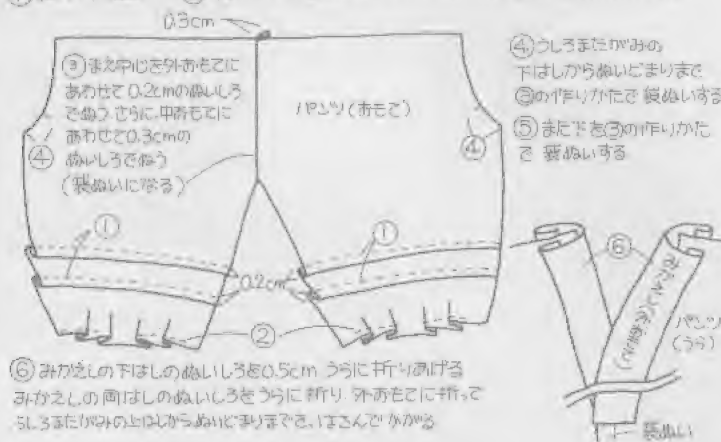 0.3cm
③まえ中心を外おもてに
あわせて0.2cmのぬいしろ
でぬう.さらに,中おもてに
あわせて0.3cmの
ぬいしろでぬう
(袋ぬいになる)
④
パンツ(おもて)
④
④うしろまたがみの
下はしからぬいどまりまで
③の作りかたで 袋ぬいする
⑤また下を③の作りかた
で 袋ぬいする
①
①
0.2cm
②
⑥
みかえし(おもて)
パンツ
(うら)
袋ぬい
⑥みかえしの下はしのぬいしろを0.5cm うらに折りあげる
みかえしの両はしのぬいしろをうらに折り 外おもてに折って
うしろまたがみの上はしからぬいどまりまでを,はさんでかがる